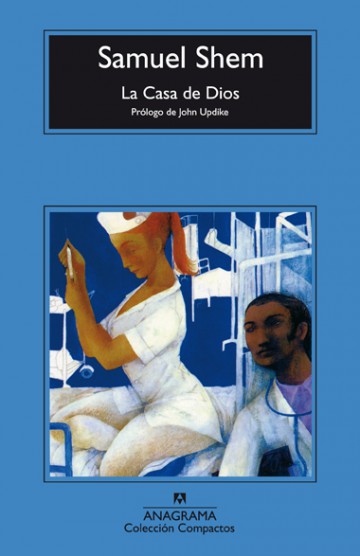 Samuel Shem
La Casa de Dios
Prólogo de John Updike
ANAGRAMA
Colección Compactos